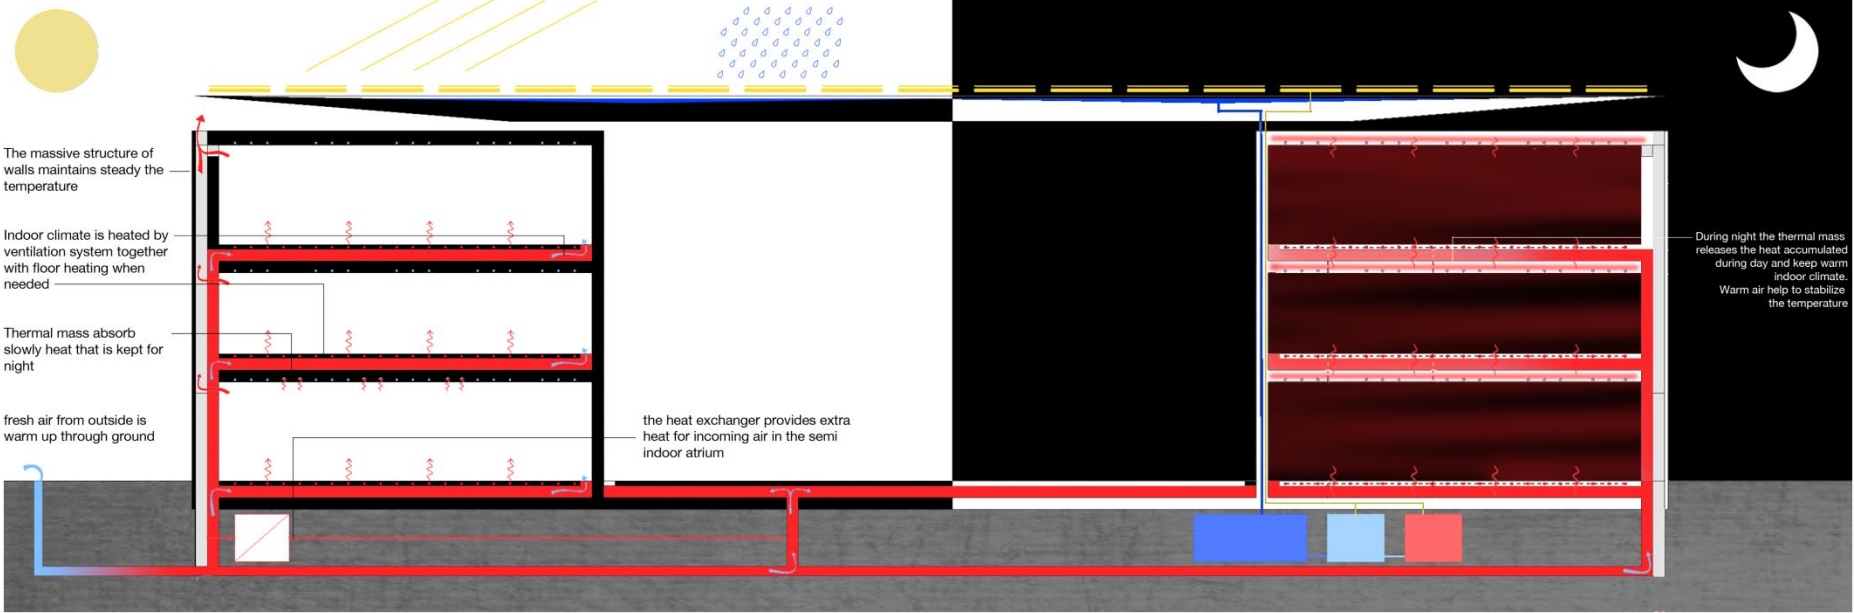 The massive structure of
walls maintains steady the
temperature
Indoor climate is heated by
ventilation system together
with floor heating when
needed
Thermal mass absorb
slowly heat that is kept for
night
fresh air from outside is
warm up through ground
the heat exchanger provides extra
heat for incoming air in the semi
indoor atrium
During night the thermal mass
releases the heat accumulated
during day and keep warm
indoor climate.
Warm air help to stabilize
the temperature